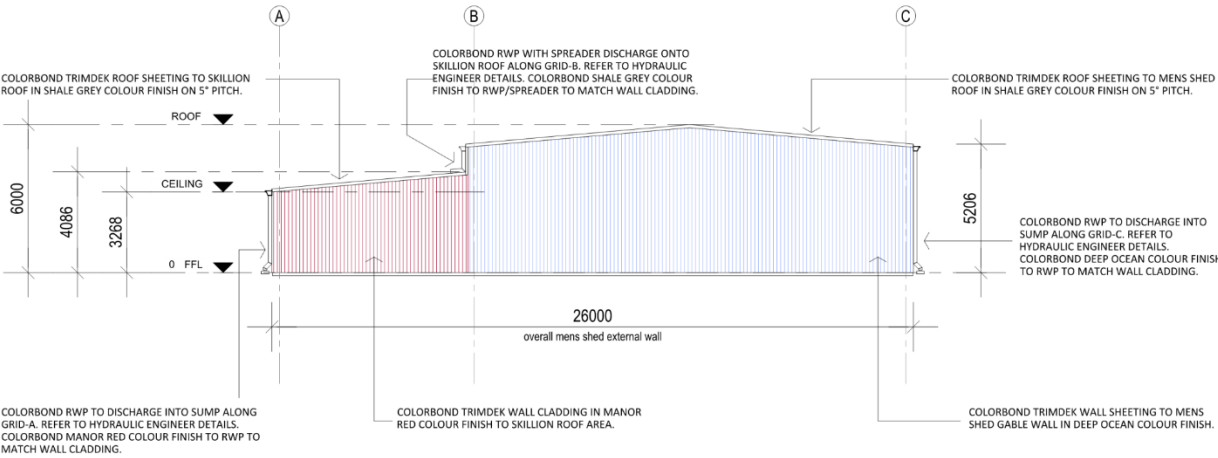 A
B
C
COLORBOND TRIMDEK ROOF SHEETING TO SKILLION
ROOF IN SHALE GREY COLOUR FINISH ON 5° PITCH.
COLORBOND RWP WITH SPREADER DISCHARGE ONTO
SKILLION ROOF ALONG GRID-B. REFER TO HYDRAULIC
ENGINEER DETAILS. COLORBOND SHALE GREY COLOUR
FINISH TO RWP/SPREADER TO MATCH WALL CLADDING.
COLORBOND TRIMDEK ROOF SHEETING TO MENS SHED
ROOF IN SHALE GREY COLOUR FINISH ON 5° PITCH.
ROOF
CEILING
0 FFL
6000
4086
3268
5206
COLORBOND RWP TO DISCHARGE INTO
SUMP ALONG GRID-C. REFER TO
HYDRAULIC ENGINEER DETAILS.
COLORBOND DEEP OCEAN COLOUR FINISH
TO RWP TO MATCH WALL CLADDING.
26000
overall mens shed external wall
COLORBOND RWP TO DISCHARGE INTO SUMP ALONG
GRID-A. REFER TO HYDRAULIC ENGINEER DETAILS.
COLORBOND MANOR RED COLOUR FINISH TO RWP TO
MATCH WALL CLADDING.
COLORBOND TRIMDEK WALL CLADDING IN MANOR
RED COLOUR FINISH TO SKILLION ROOF AREA.
COLORBOND TRIMDEK WALL SHEETING TO MENS
SHED GABLE WALL IN DEEP OCEAN COLOUR FINISH.